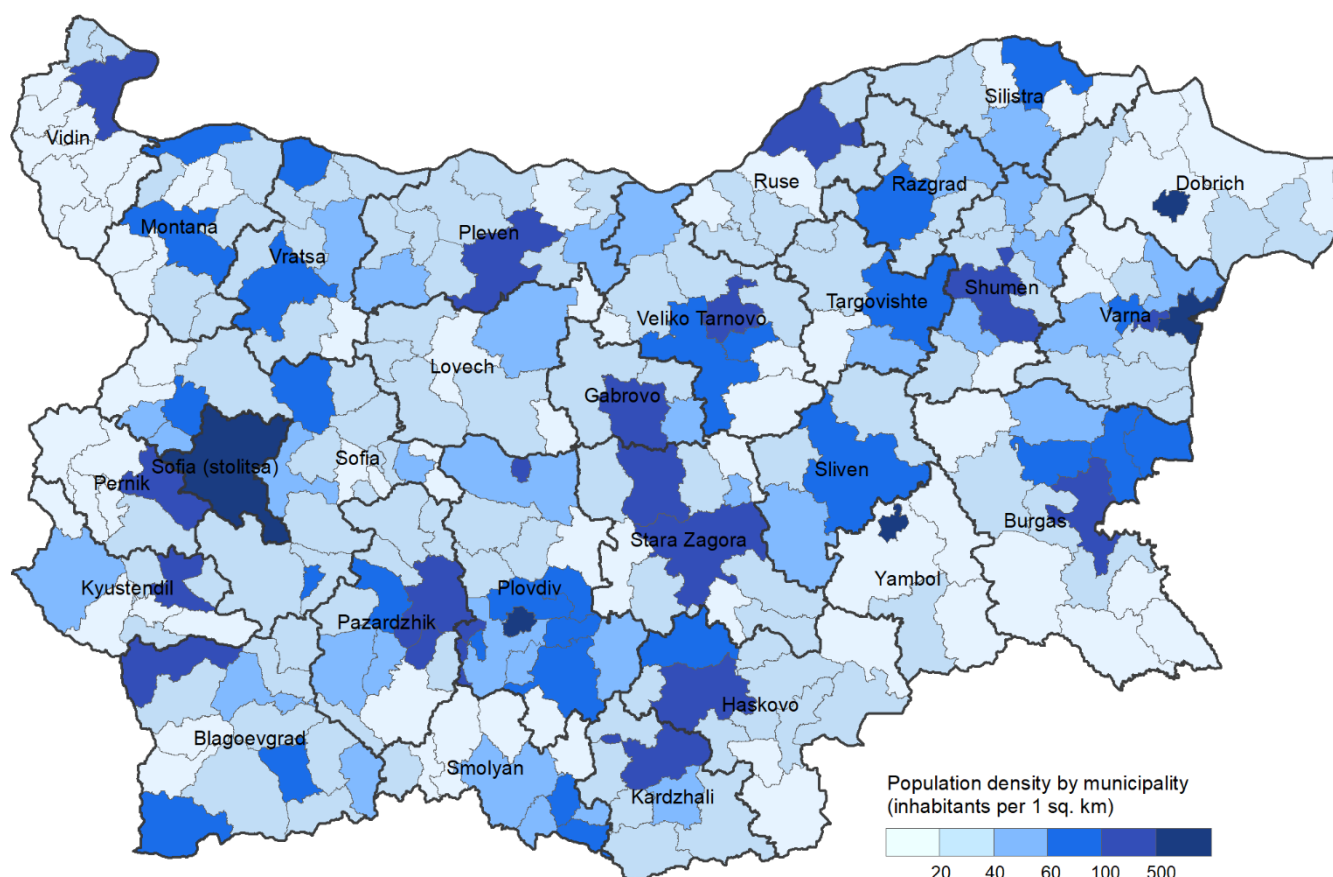 Silistra
Vidin
Ruse
Razgrad
Dobrich
Montana
Pleven
Vratsa
Shumen
Targovishte
Veliko Tarnovo
Varna
Lovech
Gabrovo
Sofia
Sofia (stolitsa)
Sliven
Pernik
Burgas
Stara Zagora
Kyustendil
Plovdiv
Yambol
Pazardzhik
Haskovo
Blagoevgrad
Smolyan
Kardzhali
Population density by municipality
(inhabitants per 1 sq. km)
20 40 60 100 500